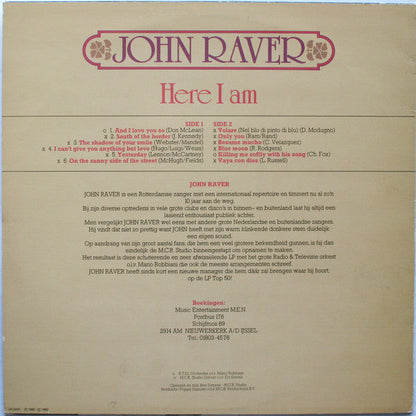 JOHN RAVER
Here I am
SIDE 1
o 1. And I love you so (Don McLean)
x 2. South of the border (J. Kennedy)
x 3. The shadow of your smile (Webster/Mandel)
x 4. I can't give you anything but love (Hugo/Luigi/Weiss)
x 5. Yesterday (Lennon/McCartney)
x 6. On the sunny side of the street (McHugh/Fields)
SIDE 2
x Volare (Nel blu di pinto di blu) (D. Modugno)
x Only you (Ram/Rand)
x Besame mucho (C. Velazquez)
x Blue moon (R. Rodgers)
o Killing me softly with his song (Ch. Fox)
x Vaya con dios (L. Russell)
JOHN RAVER
JOHN RAVER is een Rotterdamse zanger met een internationaal repertoire en timmert nu al zo'n
10 jaar aan de weg.
Bij zijn diverse optredens in vele grote clubs en disco's in binnen- en buitenland laat hij altijd een
laaiend enthousiast publiek achter.
Men vergelijkt JOHN RAVER wel eens met andere grote Nederlandse en buitenlandse zangers.
Hij vindt dat niet zo prettig want JOHN heeft met zijn warm klinkende donkere stem duidelijk
een eigen sound.
Op aandrang van zijn groot aantal fans, die hem een veel grotere bekendheid gunnen, is hij dan
eindelijk de M.C.R. Studio binnengestapt om opnamen te maken.
Het resultaat is deze schitterende en zeer afwisselende LP met het grote Radio & Televisie orkest
o.l.v. Mario Robbiani die ook de meeste arrangementen schreef.
JOHN RAVER heeft sinds kort een nieuwe manager die hem dáár zal brengen waar hij hoort:
op de LP Top 50!
Boekingen:
Music Entertainment M.E.N.
Postbus 176
Schijfmos 69
2914 AM NIEUWERKERK A/D IJSSEL
Tel.: 01803-4576